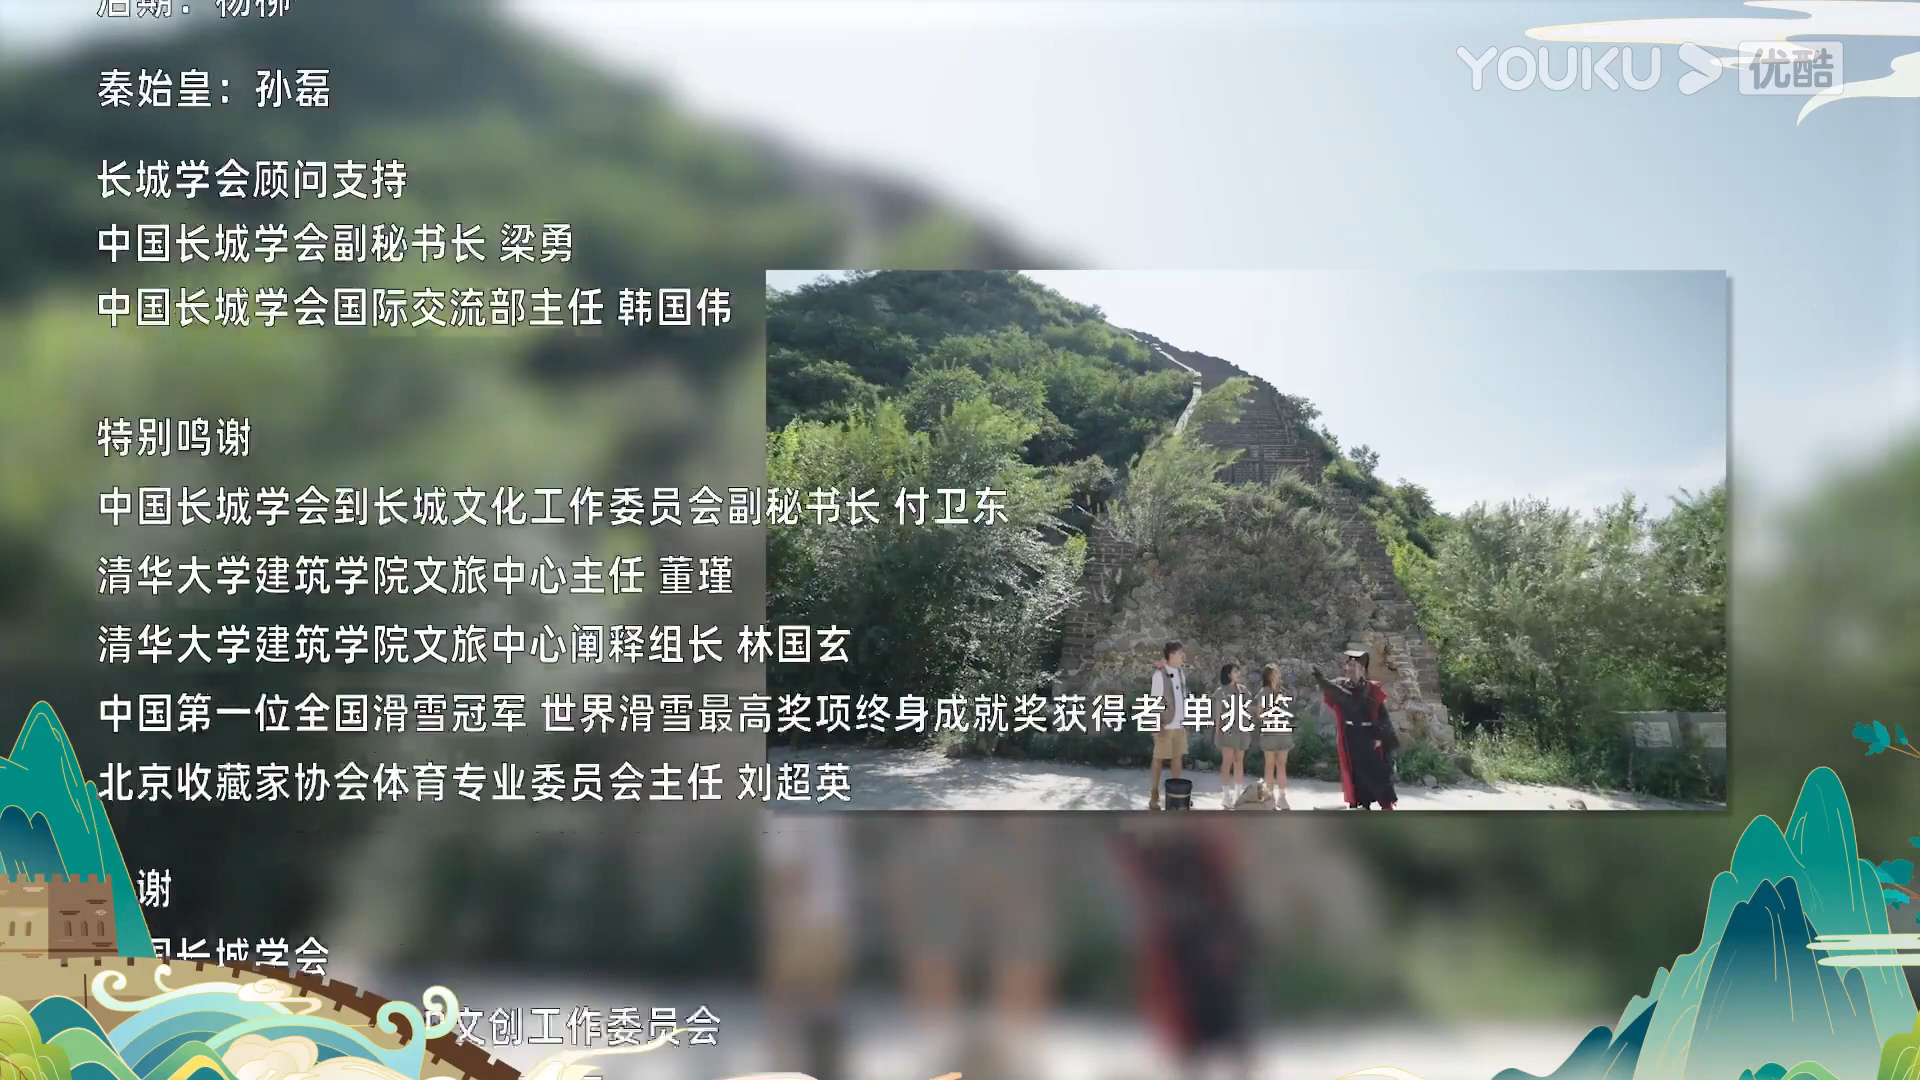 YOUKU 优酷
后期：杨柳
秦始皇：孙磊
长城学会顾问支持
中国长城学会副秘书长 梁勇
中国长城学会国际交流部主任 韩国伟
特别鸣谢
中国长城学会到长城文化工作委员会副秘书长 付卫东
清华大学建筑学院文旅中心主任 董瑾
清华大学建筑学院文旅中心阐释组长 林国玄
中国第一位全国滑雪冠军 世界滑雪最高奖项终身成就奖获得者 单兆鉴
北京收藏家协会体育专业委员会主任 刘超英
谢
国长城学会
文创工作委员会